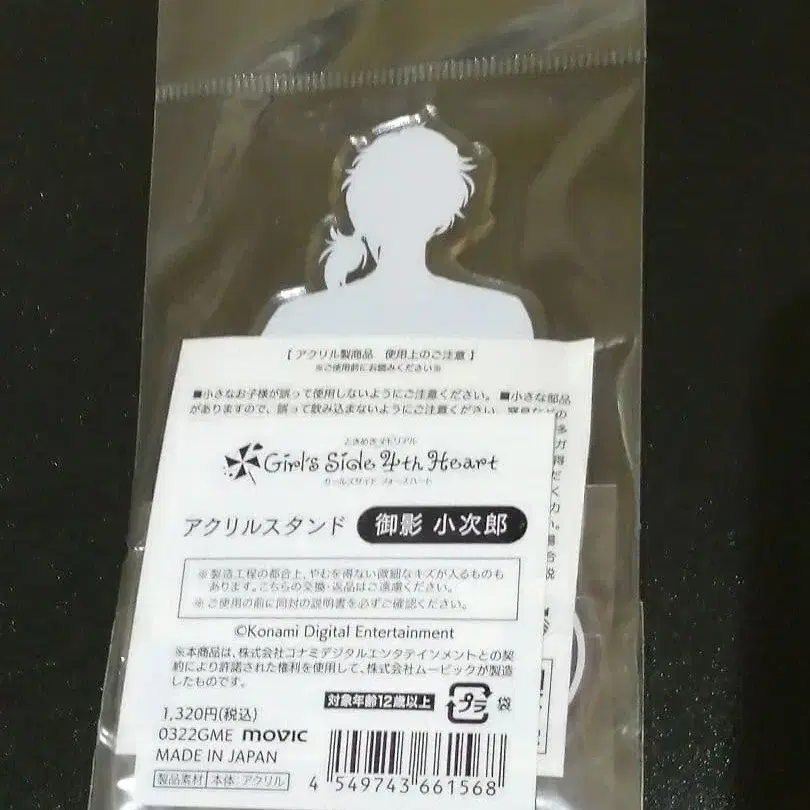 【アクリル製商品 使用上のご注意】
※ご使用前にお読みください※
■小さなお子様が誤って使用しないようにご注意ください。■小さな部品
がありますので、誤って飲み込まないようにご注意ください。
ときめきメモリアル
Girl's Side 4th Heart
ガールズサイド フォースハート
アクリルスタンド 御影 小次郎
※製造工程の都合上、やむを得ない微細なキズが入るものも
あります。こちらの交換・返品はご遠慮ください。
※ご使用の前に同封の説明書を必ずご確認ください。
©Konami Digital Entertainment
※本商品は、株式会社コナミデジタルエンタテインメントとの契
約により許諾された権利を使用して、株式会社ムービックが製造
したものです。
対象年齢12歳以上 プラ 袋
1,320円(税込)
0322GME movic
MADE IN JAPAN
製品素材 本体:アクリル
4 549743 661568